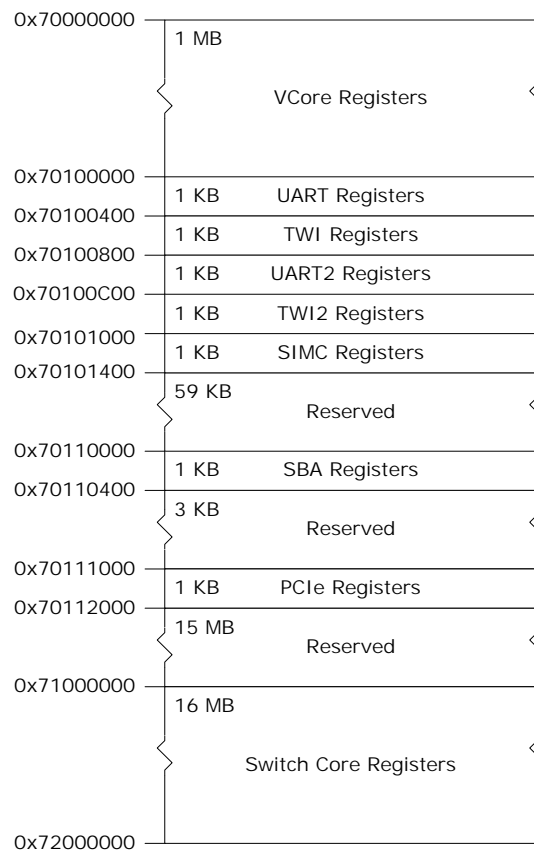 0x70000000
1 MB
VCore Registers
0x70100000
1 KB UART Registers
0x70100400
1 KB TWI Registers
0x70100800
1 KB UART2 Registers
0x70100C00
1 KB TWI2 Registers
0x70101000
1 KB SIMC Registers
0x70101400
59 KB
Reserved
0x70110000
1 KB SBA Registers
0x70110400
3 KB
Reserved
0x70111000
1 KB PCIe Registers
0x70112000
15 MB
Reserved
0x71000000
16 MB
Switch Core Registers
0x72000000